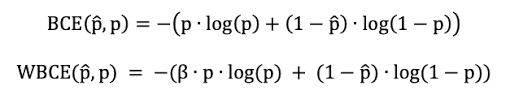 BCE(p̂, p) = −(p · log(p) + (1 − p̂) · log(1 − p))
WBCE(p̂, p) = −(β · p · log(p) + (1 − p̂) · log(1 − p))